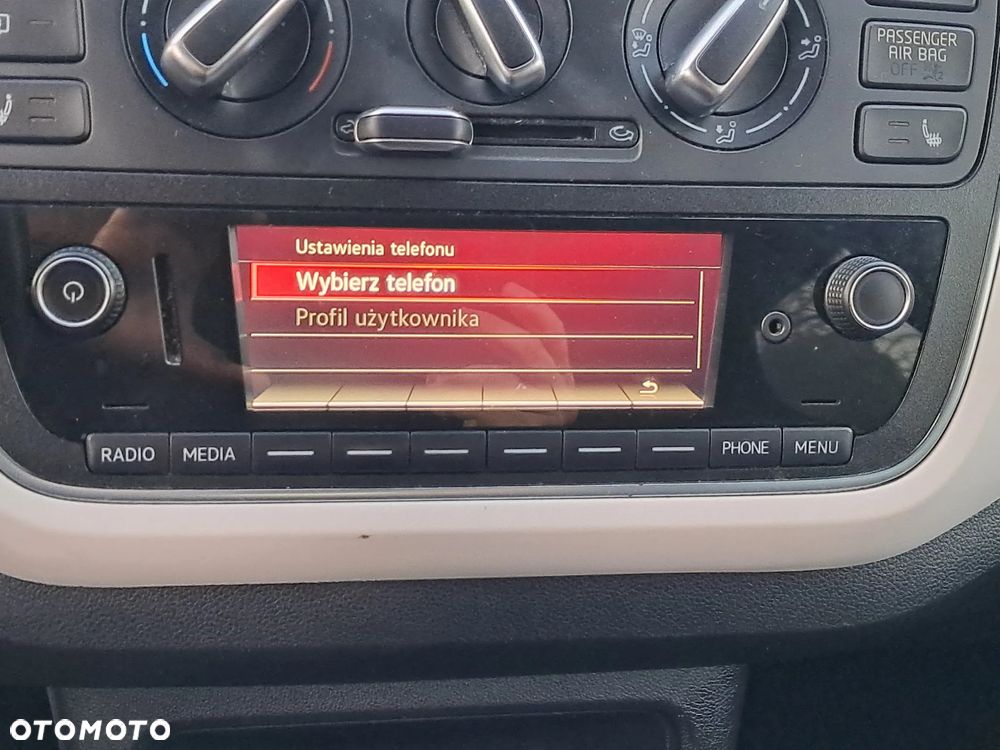 PASSENGER
AIR BAG
OFF
Ustawienia telefonu
Wybierz telefon
Profil użytkownika
RADIO
MEDIA
PHONE
MENU
OTOMOTO